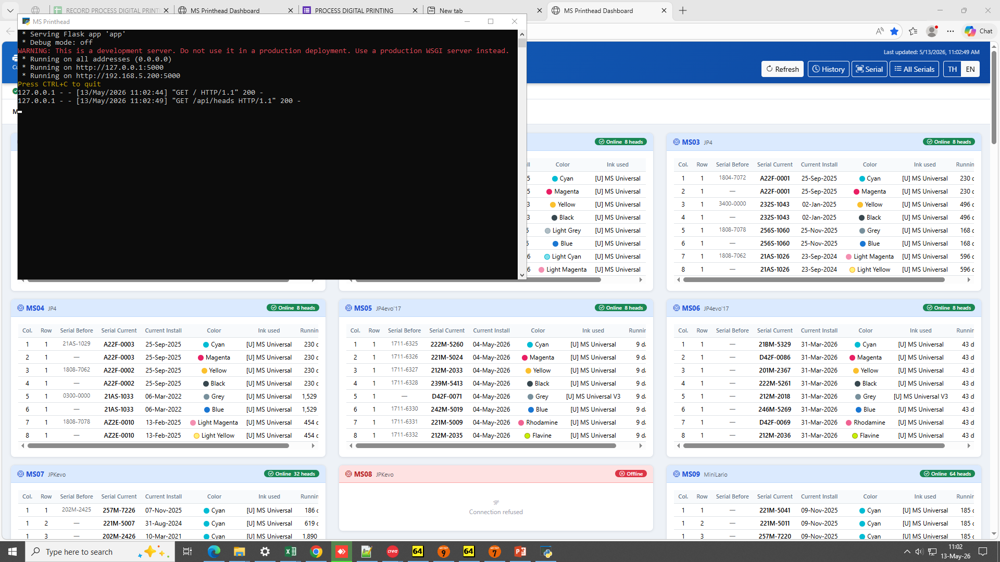 RECORD PROCESS DIGITAL PRINTI
MS Printhead Dashboard
PROCESS DIGITAL PRINTING
New tab
MS Printhead Dashboard
Chat
MS Printhead
* Serving Flask app 'app'
* Debug mode: off
WARNING: This is a development server. Do not use it in a production deployment. Use a production WSGI server instead.
* Running on all addresses (0.0.0.0)
* Running on http://127.0.0.1:5000
* Running on http://192.168.5.200:5000
Press CTRL+C to quit
127.0.0.1 - - [13/May/2026 11:02:44] "GET / HTTP/1.1" 200 -
127.0.0.1 - - [13/May/2026 11:02:49] "GET /api/heads HTTP/1.1" 200 -
Last updated: 5/13/2026, 11:02:49 AM
Refresh History Serial All Serials TH EN
Online 8 heads
Color Ink used
5 Cyan [U] MS Universal
5 Magenta [U] MS Universal
3 Yellow [U] MS Universal
3 Black [U] MS Universal
5 Light Grey [U] MS Universal
5 Blue [U] MS Universal
6 Light Cyan [U] MS Universal
6 Light Magenta [U] MS Universal
MS03 JP4 Online 8 heads
Col. Row Serial Before Serial Current Current Install Color Ink used Runnin
1 1 1804-7072 A22F-0001 25-Sep-2025 Cyan [U] MS Universal 230 d
2 1 — A22F-0001 25-Sep-2025 Magenta [U] MS Universal 230 d
3 1 3400-0000 232S-1043 02-Jan-2025 Yellow [U] MS Universal 496 d
4 1 — 232S-1043 02-Jan-2025 Black [U] MS Universal 496 d
5 1 1808-7078 256S-1060 25-Nov-2025 Grey [U] MS Universal 168 d
6 1 — 256S-1060 25-Nov-2025 Blue [U] MS Universal 168 d
7 1 1808-7062 21AS-1026 23-Sep-2024 Light Magenta [U] MS Universal 596 d
8 1 — 21AS-1026 23-Sep-2024 Light Yellow [U] MS Universal 596 d
MS04 JP4 Online 8 heads
Col. Row Serial Before Serial Current Current Install Color Ink used Runnin
1 1 21AS-1029 A22F-0003 25-Sep-2025 Cyan [U] MS Universal 230 d
2 1 — A22F-0003 25-Sep-2025 Magenta [U] MS Universal 230 d
3 1 1808-7062 A22F-0002 25-Sep-2025 Yellow [U] MS Universal 230 d
4 1 — A22F-0002 25-Sep-2025 Black [U] MS Universal 230 d
5 1 0300-0000 21AS-1033 06-Mar-2022 Grey [U] MS Universal 1,529
6 1 — 21AS-1033 06-Mar-2022 Blue [U] MS Universal 1,529
7 1 1808-7078 AZ2E-0010 13-Feb-2025 Light Magenta [U] MS Universal 454 d
8 1 — AZ2E-0010 13-Feb-2025 Light Yellow [U] MS Universal 454 d
MS05 JP4evo'17 Online 8 heads
Col. Row Serial Before Serial Current Current Install Color Ink used Runnin
1 1 1711-6325 222M-5260 04-May-2026 Cyan [U] MS Universal 9 da
2 1 1711-6326 221M-5024 04-May-2026 Magenta [U] MS Universal 9 da
3 1 1711-6327 212M-2033 04-May-2026 Yellow [U] MS Universal 9 da
4 1 1711-6328 239M-5413 04-May-2026 Black [U] MS Universal 9 da
5 1 — D42F-0071 04-May-2026 Grey [U] MS Universal V3 9 da
6 1 1711-6330 242M-5019 04-May-2026 Blue [U] MS Universal 9 da
7 1 1711-6331 221M-5009 04-May-2026 Rhodamine [U] MS Universal 9 da
8 1 1711-6332 212M-2035 04-May-2026 Flavine [U] MS Universal 9 da
MS06 JP4evo'17 Online 8 heads
Col. Row Serial Before Serial Current Current Install Color Ink used Runnin
1 1 — 21BM-5329 31-Mar-2026 Cyan [U] MS Universal 43 d
2 1 — D42F-0086 31-Mar-2026 Magenta [U] MS Universal 43 d
3 1 — 201M-2367 31-Mar-2026 Yellow [U] MS Universal 43 d
4 1 — 222M-5261 31-Mar-2026 Black [U] MS Universal 43 d
5 1 — 212M-2018 31-Mar-2026 Grey [U] MS Universal V3 43 d
6 1 — 246M-5269 31-Mar-2026 Blue [U] MS Universal 43 d
7 1 — D42F-0069 31-Mar-2026 Rhodamine [U] MS Universal 43 d
8 1 — 212M-2036 31-Mar-2026 Flavine [U] MS Universal 43 d
MS07 JPKevo Online 32 heads
Col. Row Serial Before Serial Current Current Install Color Ink used Runnin
1 1 202M-2425 257M-7226 07-Nov-2025 Cyan [U] MS Universal 186 d
1 2 — 221M-5007 31-Aug-2024 Cyan [U] MS Universal 619 d
1 3 — 202M-2426 10-Mar-2021 Cyan [U] MS Universal 1,890
MS08 JPKevo Offline
Connection refused
MS09 MiniLario Online 64 heads
Col. Row Serial Before Serial Current Current Install Color Ink used Runnin
1 1 — 221M-5041 09-Nov-2025 Cyan [U] MS Universal 185 d
1 2 — 221M-5011 09-Nov-2025 Cyan [U] MS Universal 185 d
1 3 — 257M-7220 09-Nov-2025 Cyan [U] MS Universal 185 d
Type here to search
crea
64
9
64
7
11:02
13-May-26